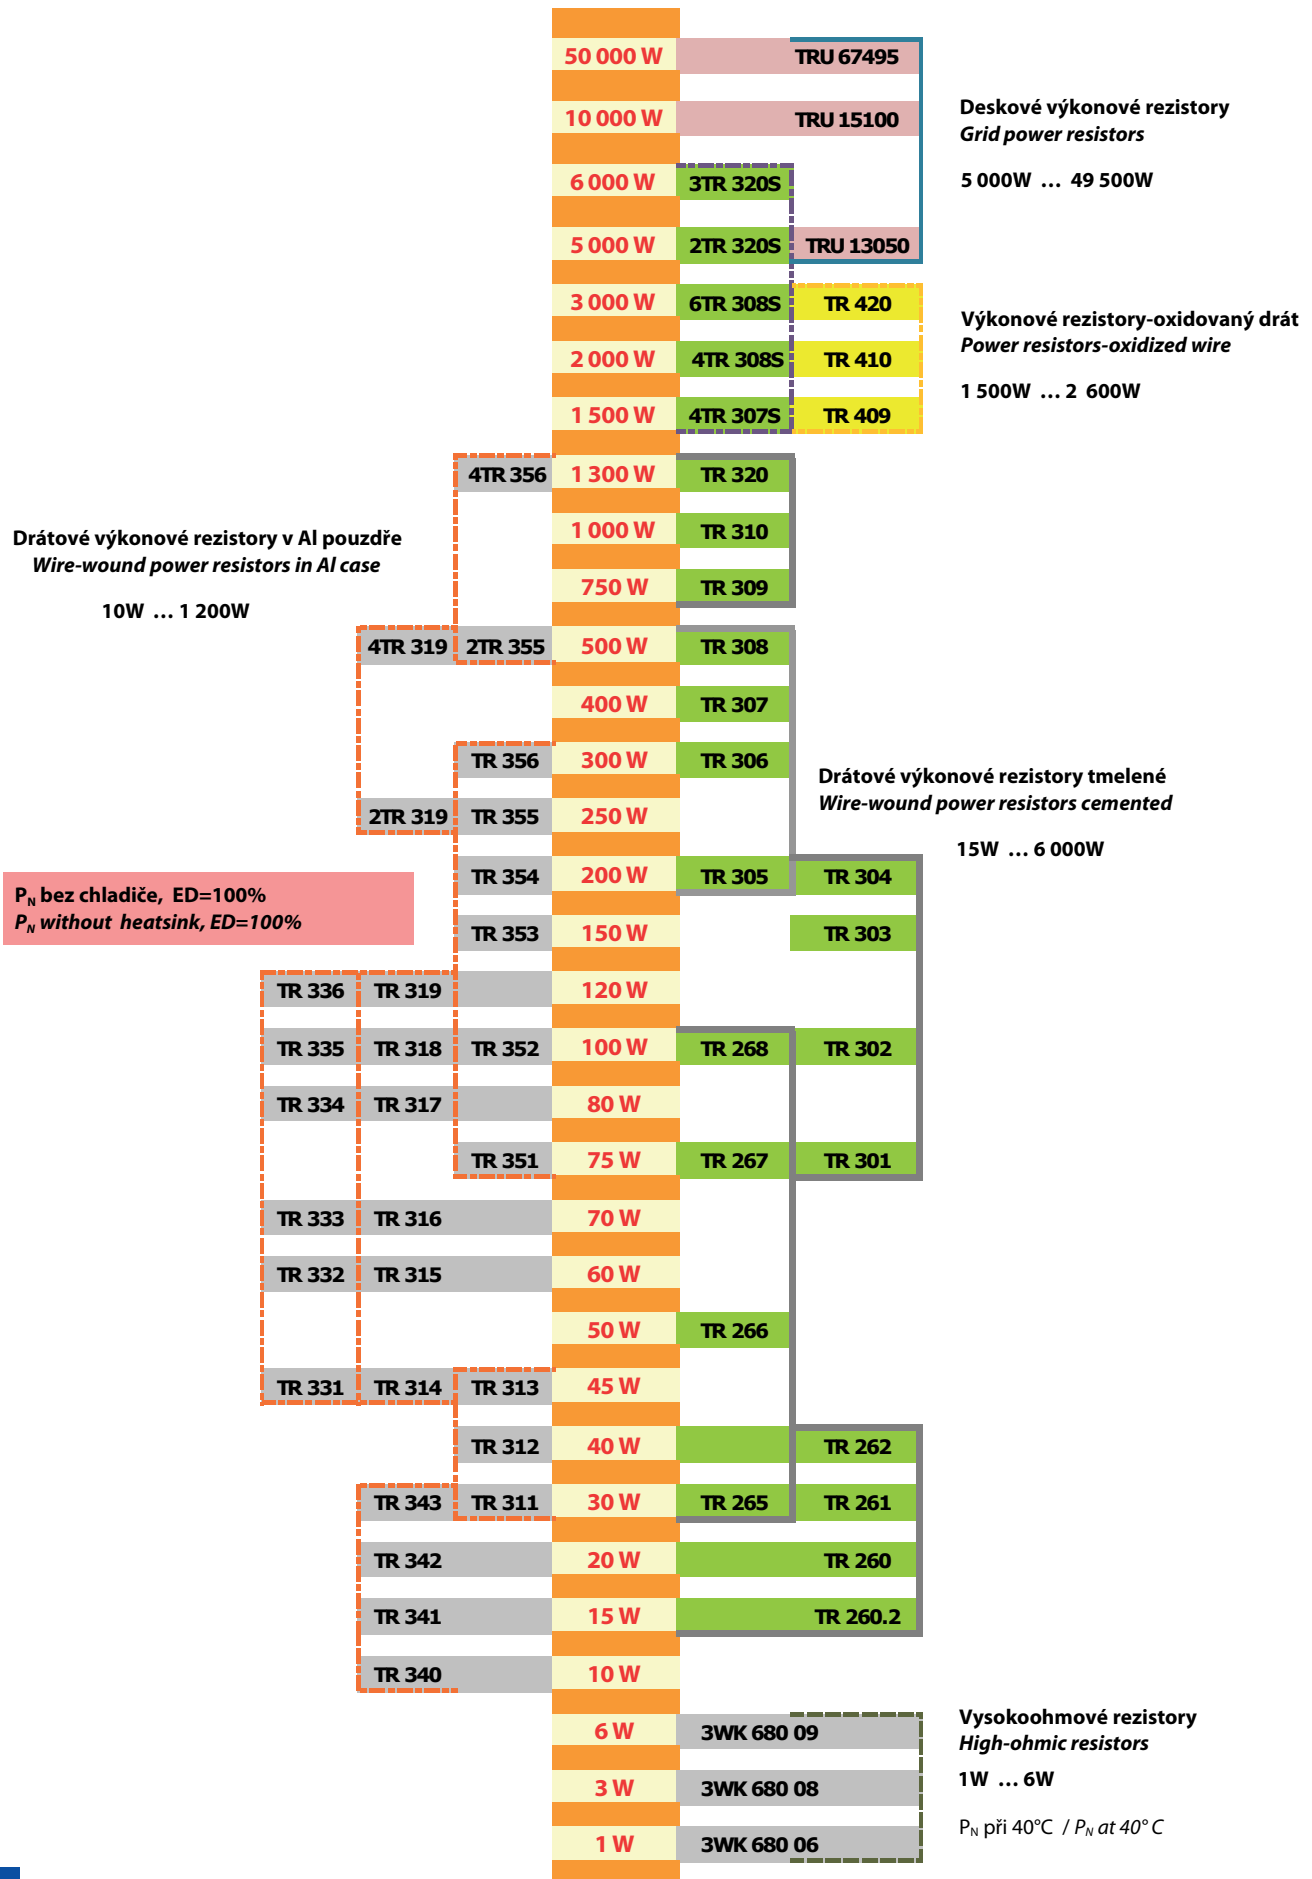 50 000 W TRU 67495
10 000 W TRU 15100
Deskové výkonové rezistory
Grid power resistors
5 000W ... 49 500W
6 000 W 3TR 320S
5 000 W 2TR 320S TRU 13050
3 000 W 6TR 308S TR 420
Výkonové rezistory-oxidovaný drát
Power resistors-oxidized wire
1 500W ... 2 600W
2 000 W 4TR 308S TR 410
1 500 W 4TR 307S TR 409
4TR 356 1 300 W TR 320
1 000 W TR 310
Drátové výkonové rezistory v Al pouzdře
Wire-wound power resistors in Al case
10W ... 1 200W
750 W TR 309
4TR 319 2TR 355 500 W TR 308
400 W TR 307
TR 356 300 W TR 306
Drátové výkonové rezistory tmelené
Wire-wound power resistors cemented
15W ... 6 000W
2TR 319 TR 355 250 W
TR 354 200 W TR 305 TR 304
PN bez chladiče, ED=100%
PN without heatsink, ED=100%
TR 353 150 W TR 303
TR 336 TR 319 120 W
TR 335 TR 318 TR 352 100 W TR 268 TR 302
TR 334 TR 317 80 W
TR 351 75 W TR 267 TR 301
TR 333 TR 316 70 W
TR 332 TR 315 60 W
50 W TR 266
TR 331 TR 314 TR 313 45 W
TR 312 40 W TR 262
TR 343 TR 311 30 W TR 265 TR 261
TR 342 20 W TR 260
TR 341 15 W TR 260.2
TR 340 10 W
6 W 3WK 680 09
Vysokoohmové rezistory
High-ohmic resistors
1W ... 6W
3 W 3WK 680 08
PN při 40°C / PN at 40° C
1 W 3WK 680 06